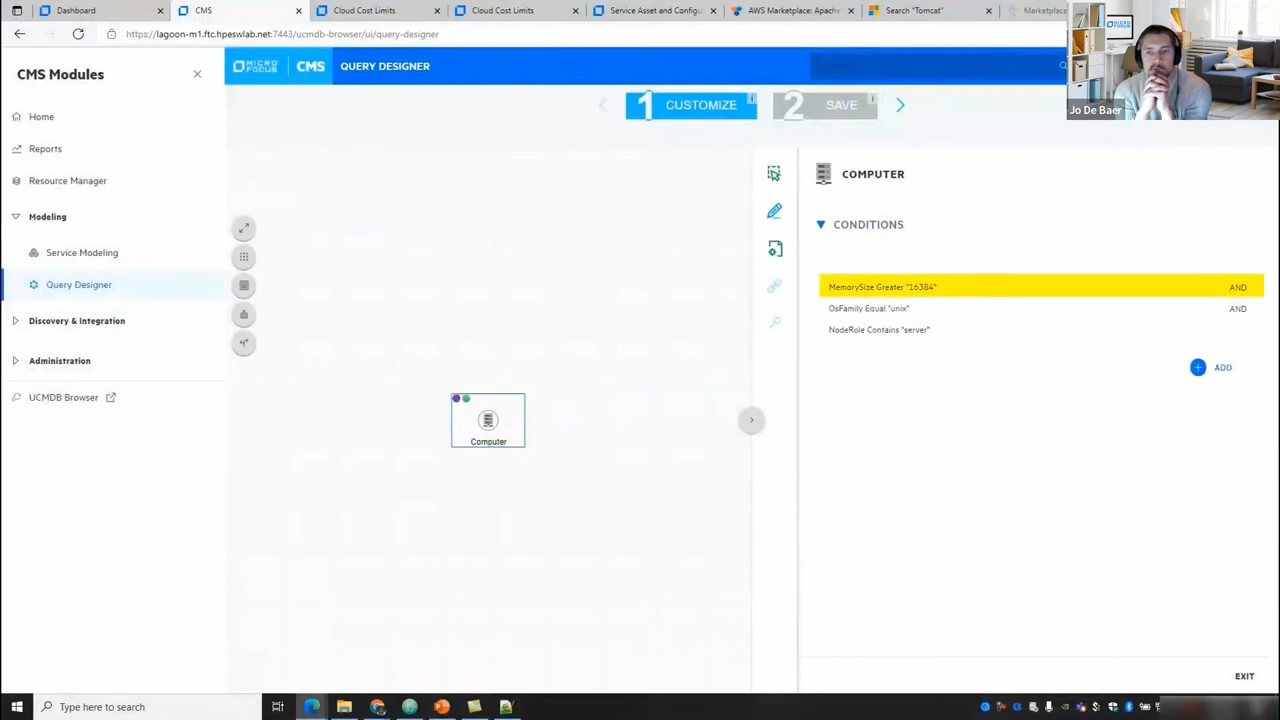 Dashboard
CMS
Cloud Cost Limits
Cloud Cost Limits
Service Asset and Configu
AWS Marketplace: Apache
Search "Tomcat"
Marketplac
https://lagoon-m1.ftc.hpeswlab.net:7443/ucmdb-browser/ui/query-designer
CMS Modules
MICRO FOCUS
CMS
QUERY DESIGNER
Jo De Baer
1 CUSTOMIZE
2 SAVE
Home
Reports
Resource Manager
Modeling
Service Modeling
Query Designer
Discovery & Integration
Administration
UCMDB Browser
Computer
COMPUTER
CONDITIONS
MemorySize Greater "16384" AND
OsFamily Equal "unix" AND
NodeRole Contains "server"
ADD
EXIT
Type here to search